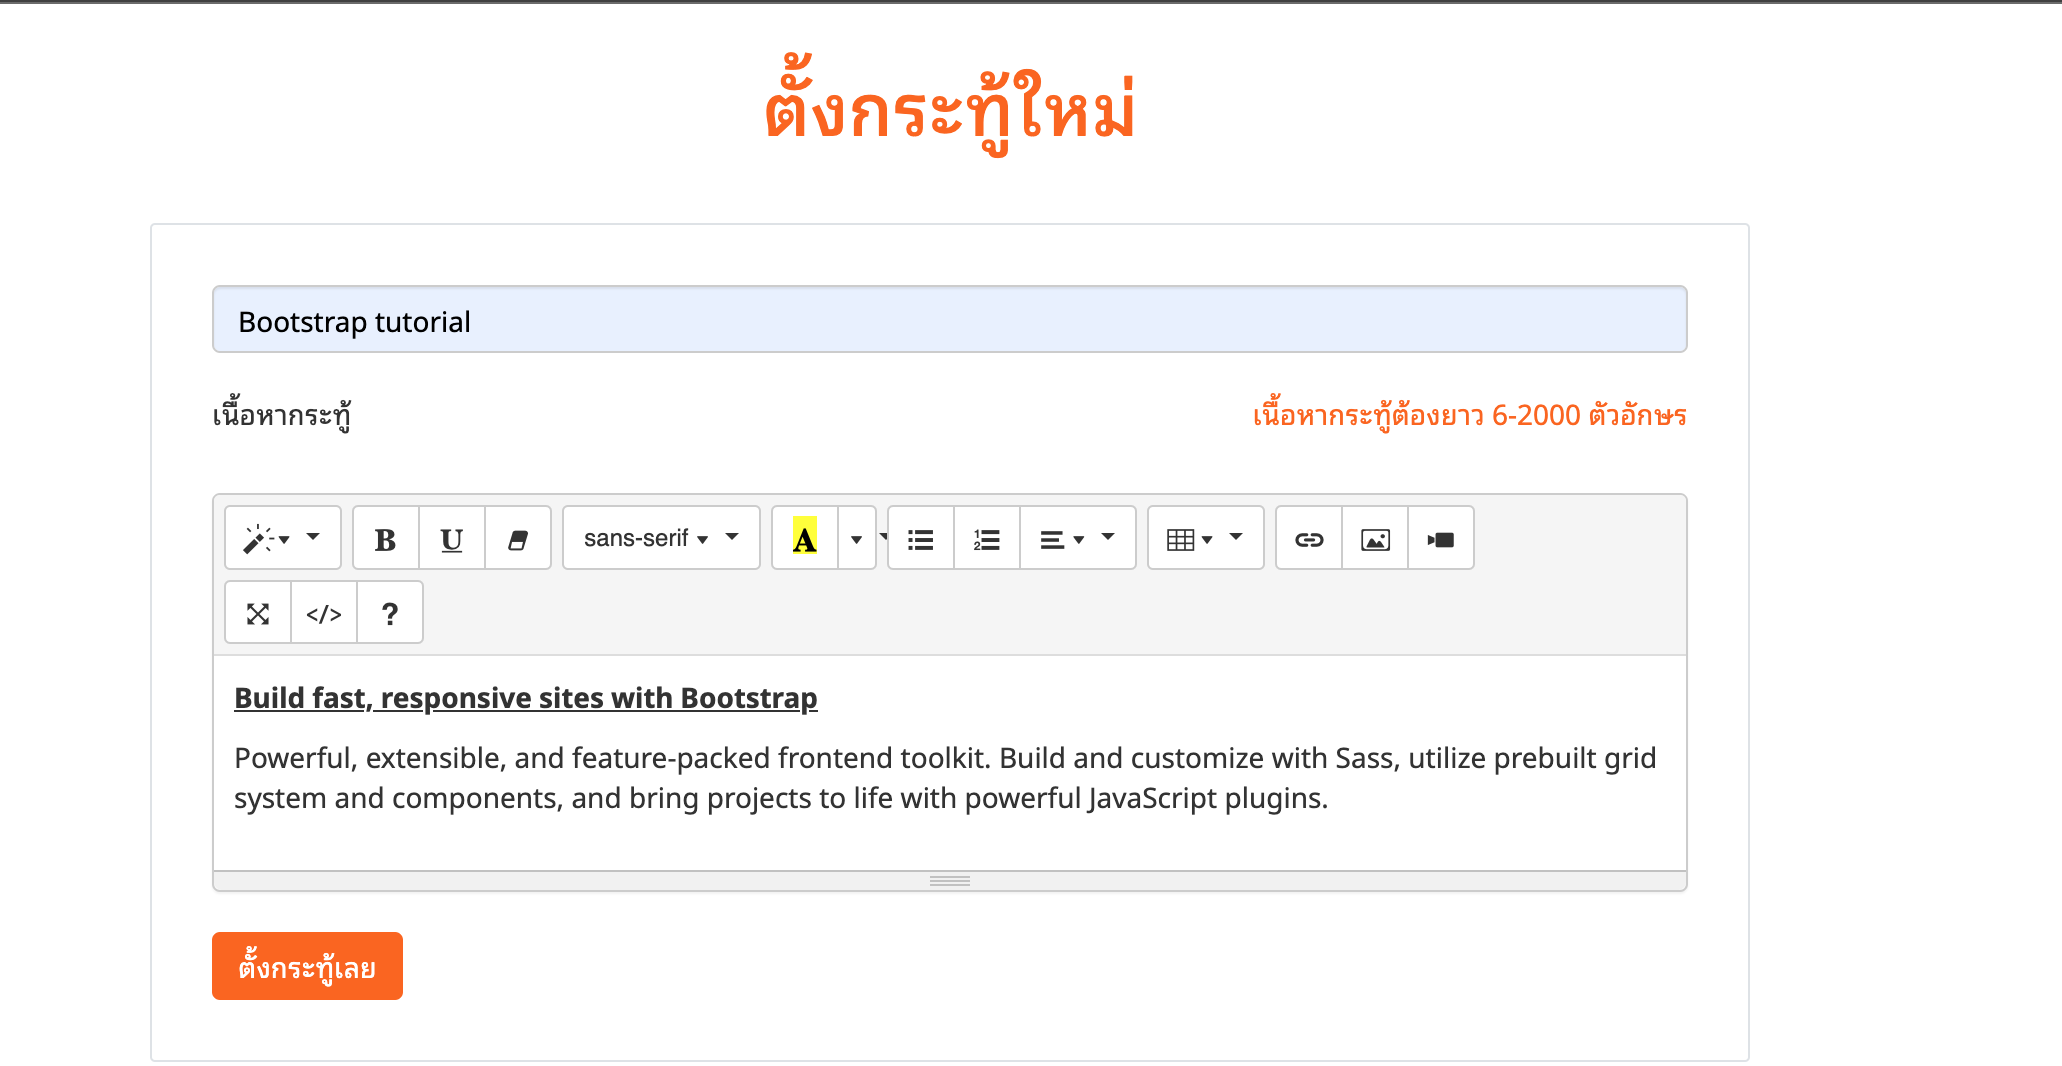 ตั้งกระทู้ใหม่
Bootstrap tutorial
เนื้อหากระทู้
เนื้อหากระทู้ต้องยาว 6-2000 ตัวอักษร
B U sans-serif A
</> ?
Build fast, responsive sites with Bootstrap
Powerful, extensible, and feature-packed frontend toolkit. Build and customize with Sass, utilize prebuilt grid
system and components, and bring projects to life with powerful JavaScript plugins.
ตั้งกระทู้เลย